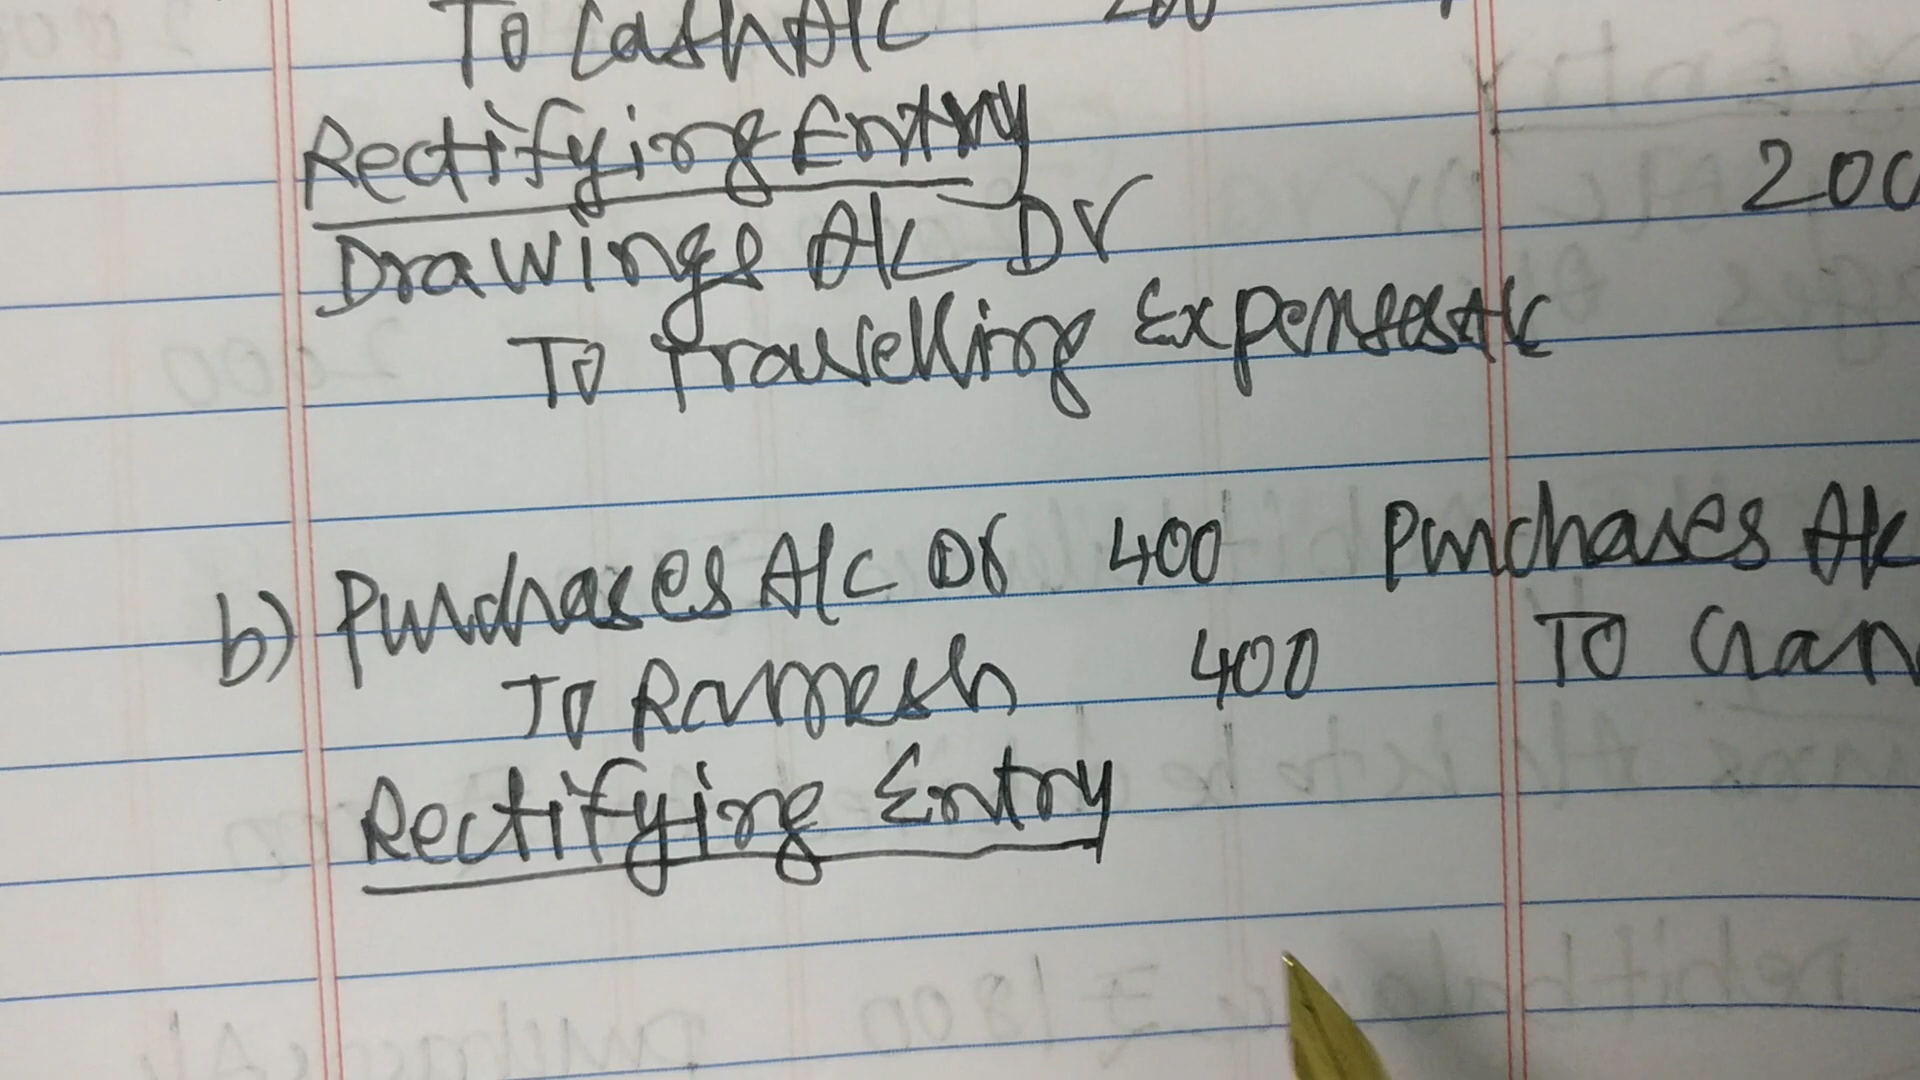 To Cash A/c 200
Rectifying Entry
Drawings A/c Dr 200
To Travelling Expenses A/c
b) Purchases A/c Dr 400 Purchases A/c
To Ramesh 400 To
Rectifying Entry